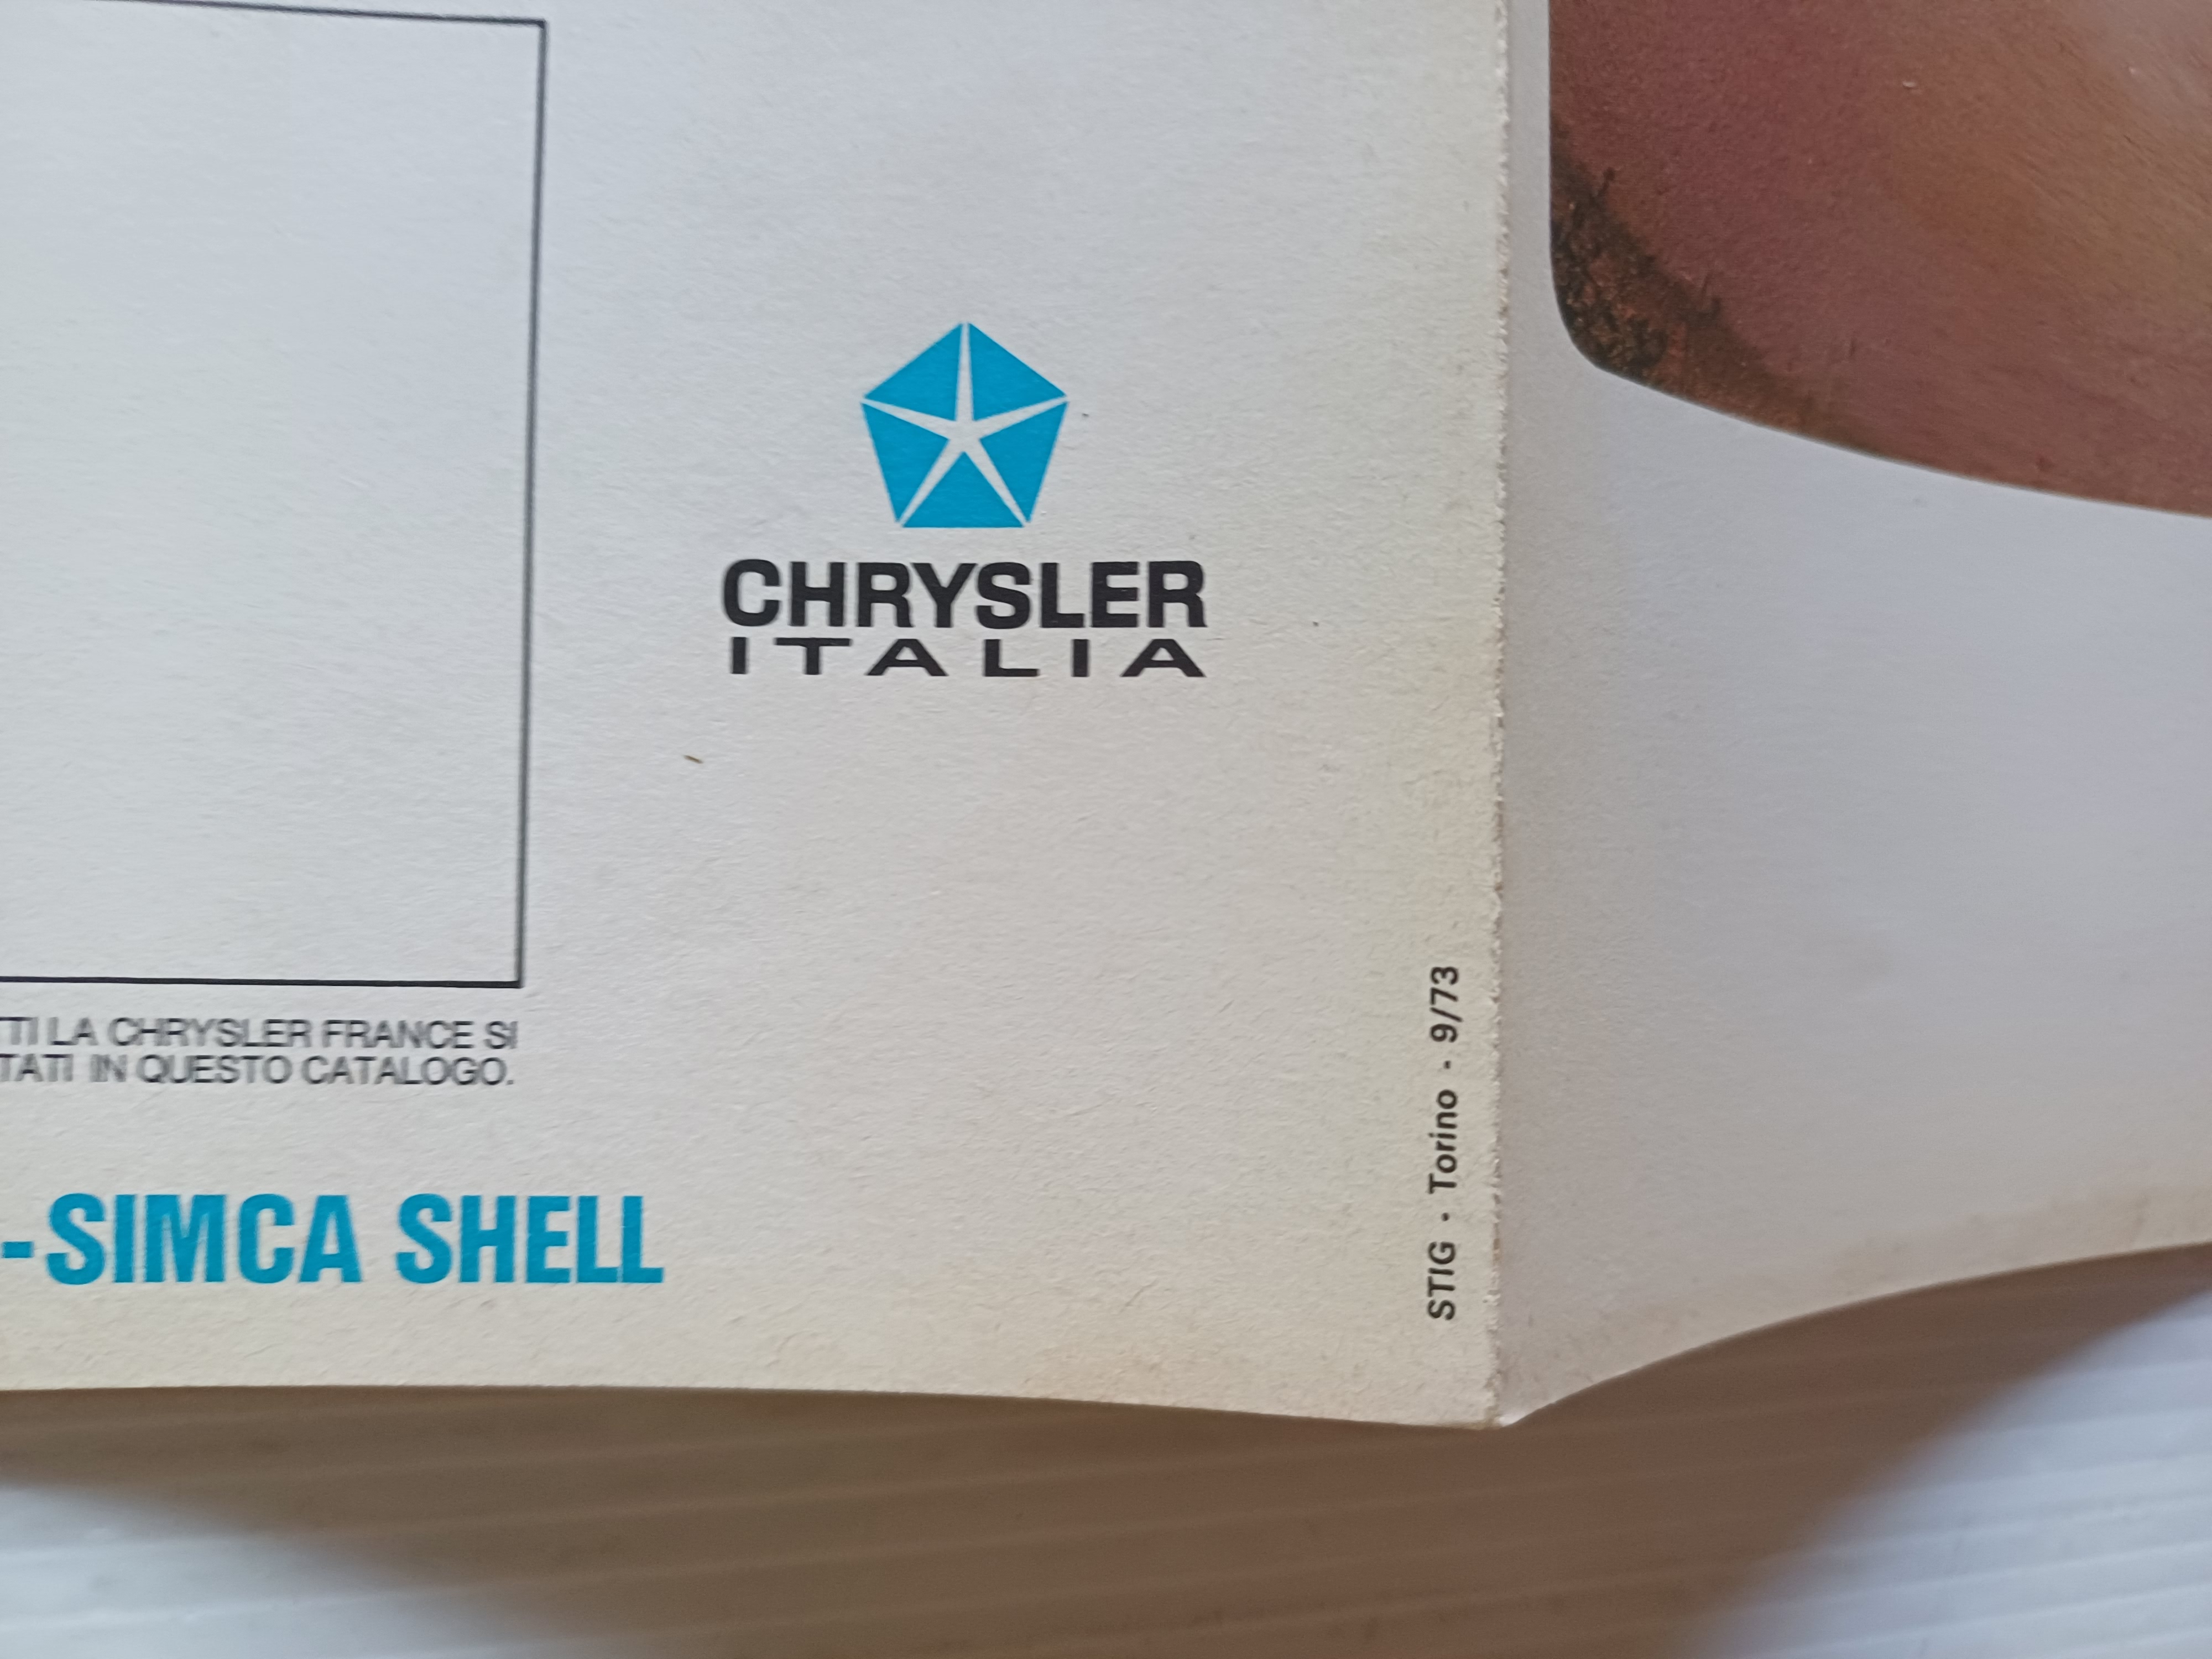 CHRYSLER
ITALIA
TTI LA CHRYSLER FRANCE SI
TATI IN QUESTO CATALOGO.
-SIMCA SHELL
STIG - Torino - 9/73